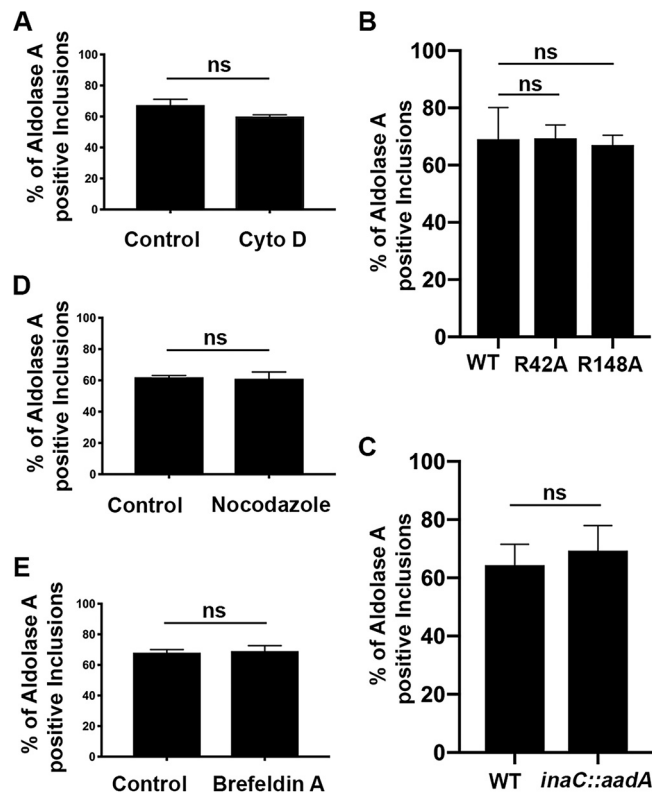 A
% of Aldolase A
positive Inclusions
100
80
60
40
20
0
ns
Control Cyto D
B
% of Aldolase A
positive Inclusions
100
80
60
40
20
0
ns
ns
WT R42A R148A
D
% of Aldolase A
positive Inclusions
100
80
60
40
20
0
ns
Control Nocodazole
C
% of Aldolase A
positive Inclusions
100
80
60
40
20
0
ns
WT inaC::aadA
E
% of Aldolase A
positive Inclusions
100
80
60
40
20
0
ns
Control Brefeldin A